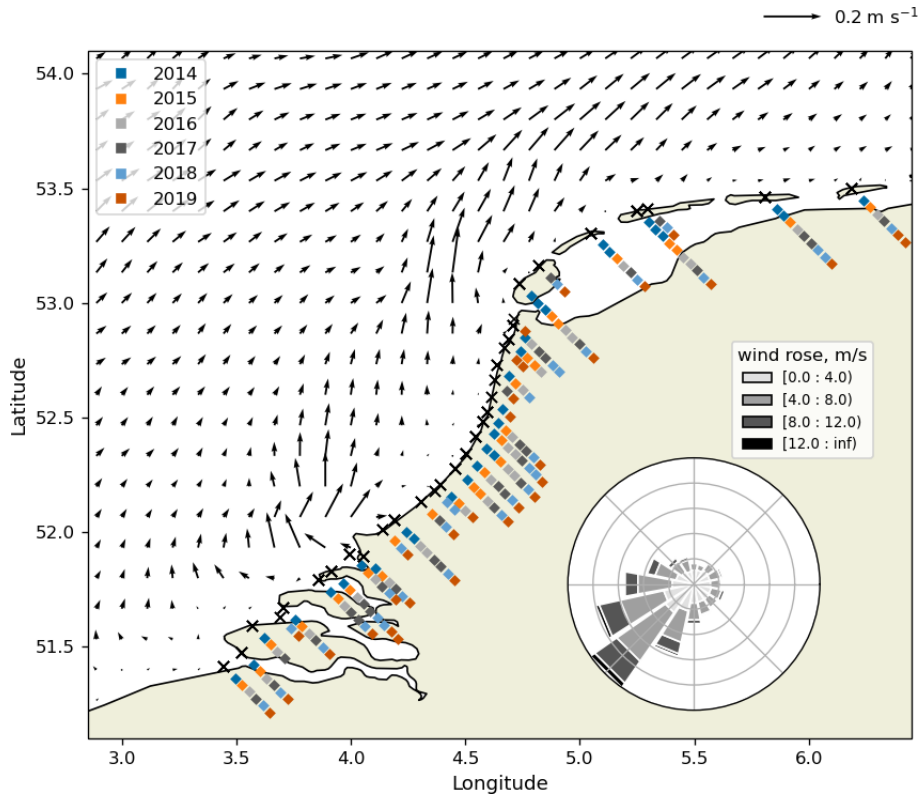 0.2 m s⁻¹
54.0
53.5
53.0
52.5
52.0
51.5
Latitude
2014
2015
2016
2017
2018
2019
wind rose, m/s
[0.0 : 4.0)
[4.0 : 8.0)
[8.0 : 12.0)
[12.0 : inf)
3.0 3.5 4.0 4.5 5.0 5.5 6.0
Longitude